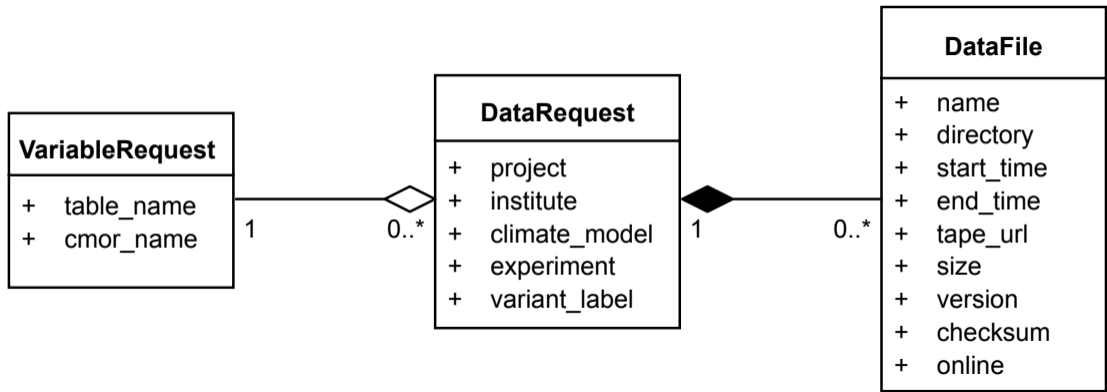 VariableRequest
+ table_name
+ cmor_name
1
0..*
DataRequest
+ project
+ institute
+ climate_model
+ experiment
+ variant_label
1
0..*
DataFile
+ name
+ directory
+ start_time
+ end_time
+ tape_url
+ size
+ version
+ checksum
+ online